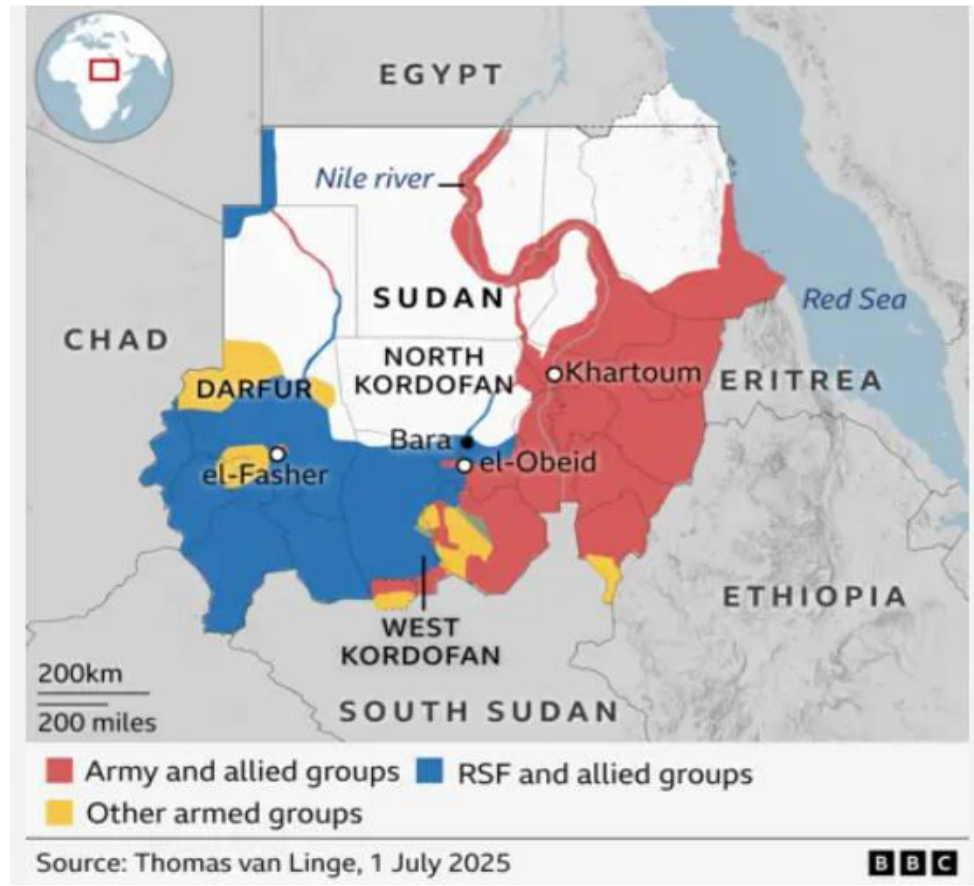 EGYPT
Nile river
SUDAN
Red Sea
CHAD
NORTH
KORDOFAN
Khartoum
ERITREA
DARFUR
Bara
el-Obeid
el-Fasher
ETHIOPIA
WEST
KORDOFAN
200km
200 miles
SOUTH SUDAN
Army and allied groups
RSF and allied groups
Other armed groups
Source: Thomas van Linge, 1 July 2025
BBC